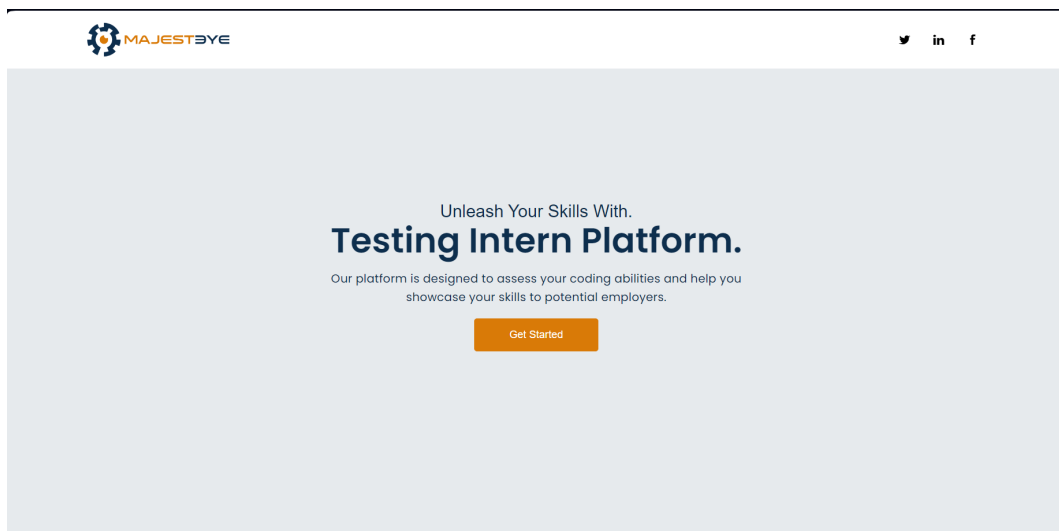 MAJESTEYE
Unleash Your Skills With.
Testing Intern Platform.
Our platform is designed to assess your coding abilities and help you
showcase your skills to potential employers.
Get Started